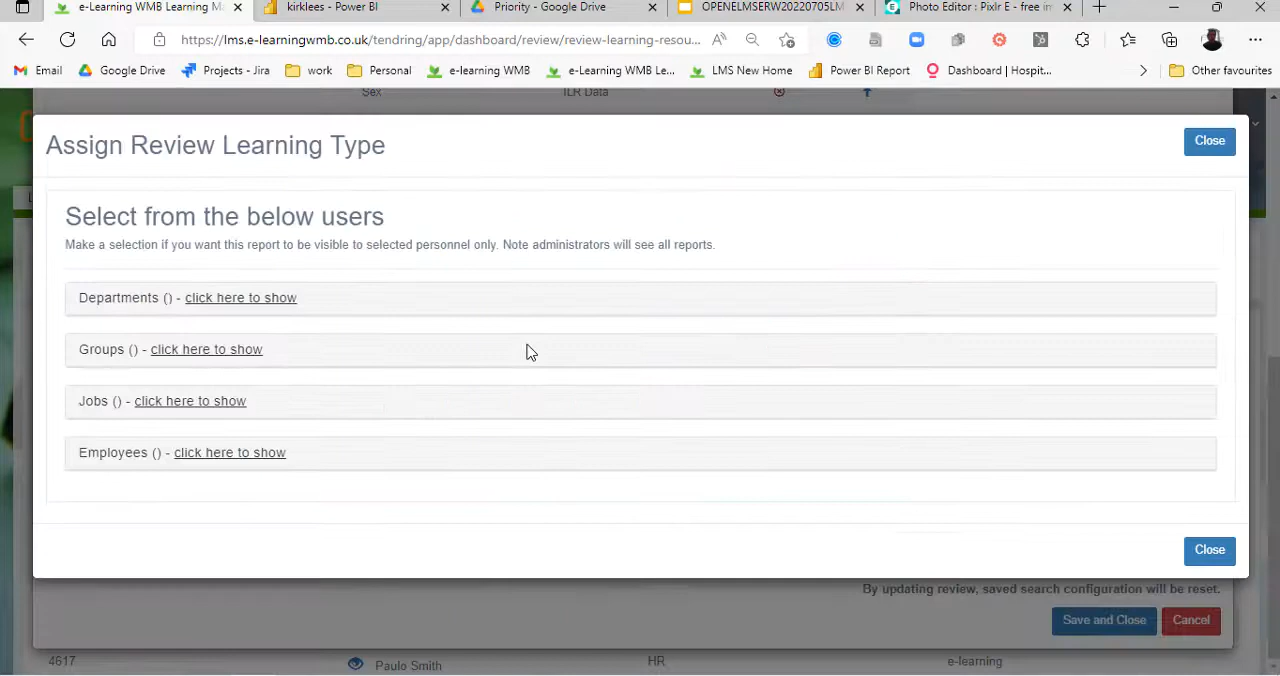 e-Learning WMB Learning M
kirklees - Power BI
Priority - Google Drive
OPENELMSERW20220705LM
Photo Editor : Pixlr E - free in
https://lms.e-learningwmb.co.uk/tendring/app/dashboard/review/review-learning-resou...
Email
Google Drive
Projects - Jira
work
Personal
e-learning WMB
e-Learning WMB Le...
LMS New Home
Power BI Report
Dashboard | Hospit...
Other favourites
Sex
ILR Data
Assign Review Learning Type
Close
Select from the below users
Make a selection if you want this report to be visible to selected personnel only. Note administrators will see all reports.
Departments () - click here to show
Groups () - click here to show
Jobs () - click here to show
Employees () - click here to show
Close
By updating review, saved search configuration will be reset.
Save and Close
Cancel
4617
Paulo Smith
HR
e-learning